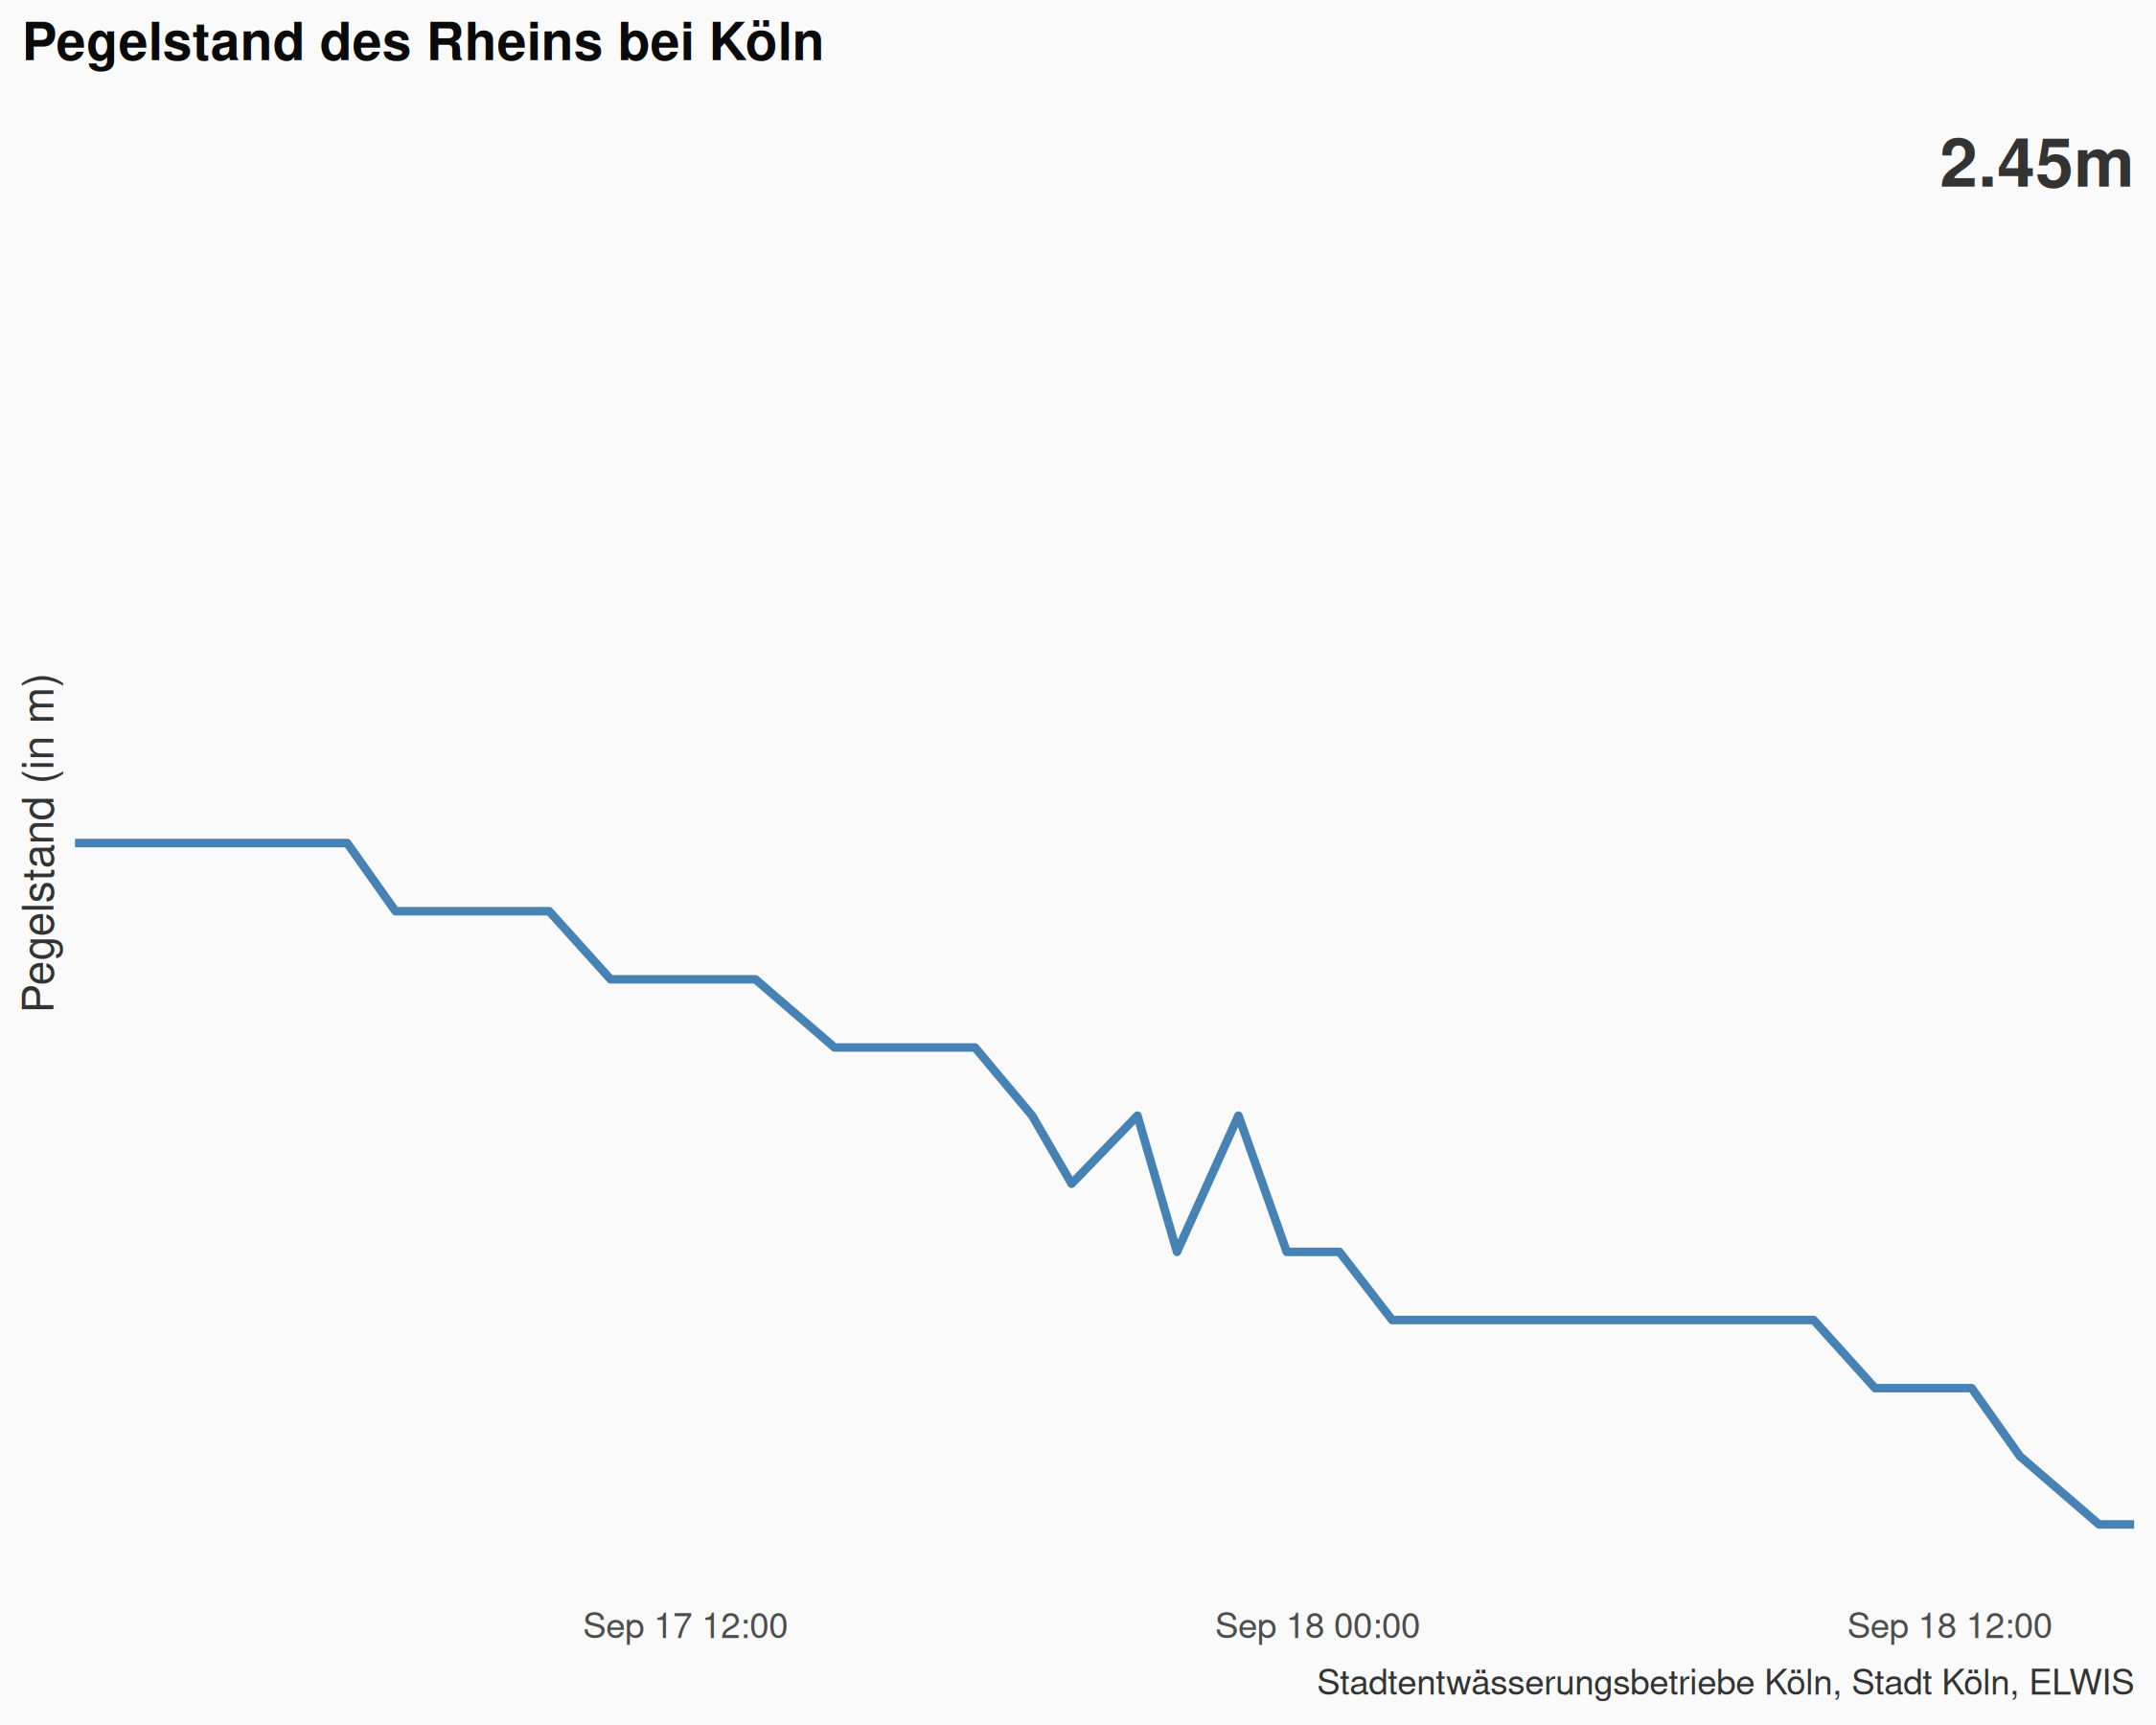 Pegelstand des Rheins bei Köln
2.45m
Pegelstand (in m)
Sep 17 12:00
Sep 18 00:00
Sep 18 12:00
Stadtentwässerungsbetriebe Köln, Stadt Köln, ELWIS